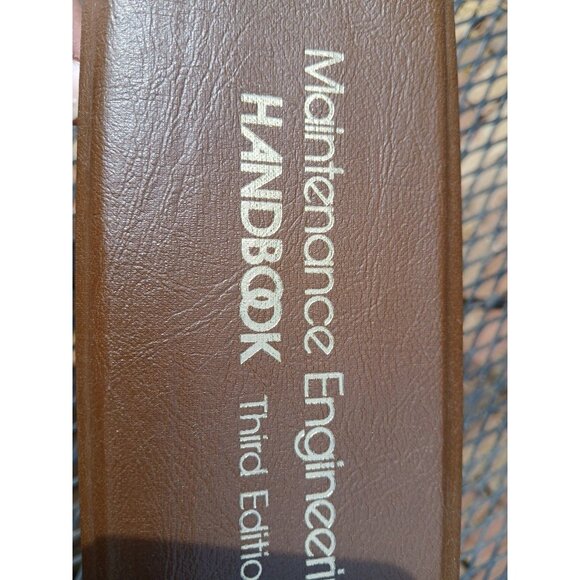 Maintenance Engineeri
HANDBOOK Third Editio